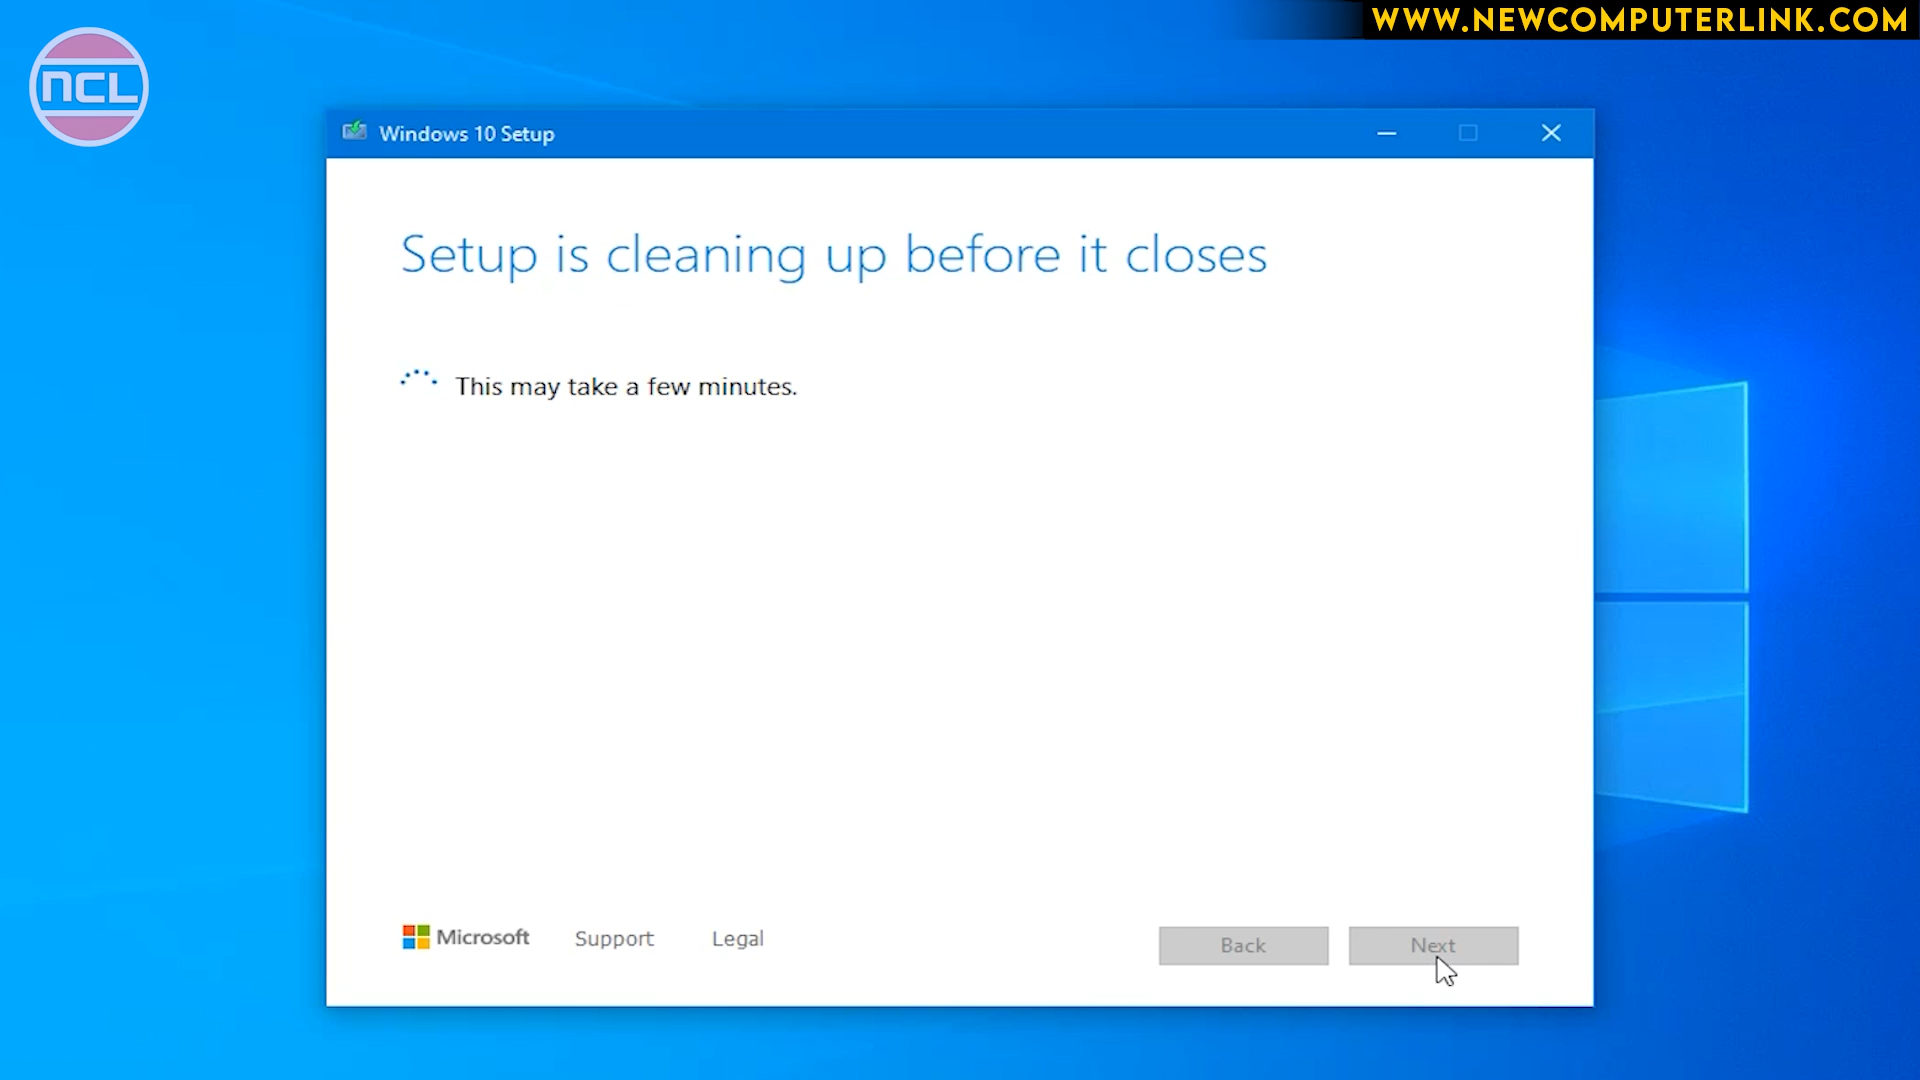 WWW.NEWCOMPUTERLINK.COM
NCL
Windows 10 Setup
Setup is cleaning up before it closes
This may take a few minutes.
Microsoft Support Legal
Back Next